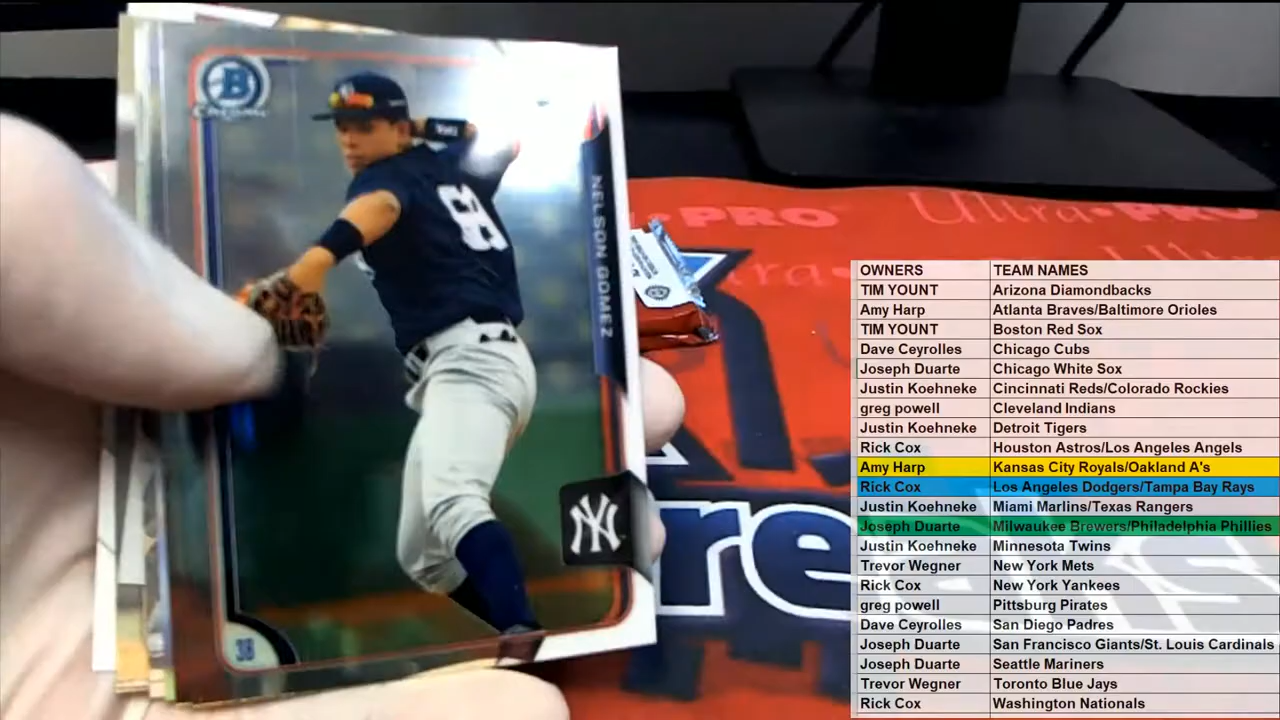 B
Chrome
NELSON GOMEZ
NY
3B
Ultra•PRO
Ultra•PRO
re
OWNERS TEAM NAMES
TIM YOUNT Arizona Diamondbacks
Amy Harp Atlanta Braves/Baltimore Orioles
TIM YOUNT Boston Red Sox
Dave Ceyrolles Chicago Cubs
Joseph Duarte Chicago White Sox
Justin Koehneke Cincinnati Reds/Colorado Rockies
greg powell Cleveland Indians
Justin Koehneke Detroit Tigers
Rick Cox Houston Astros/Los Angeles Angels
Amy Harp Kansas City Royals/Oakland A's
Rick Cox Los Angeles Dodgers/Tampa Bay Rays
Justin Koehneke Miami Marlins/Texas Rangers
Joseph Duarte Milwaukee Brewers/Philadelphia Phillies
Justin Koehneke Minnesota Twins
Trevor Wegner New York Mets
Rick Cox New York Yankees
greg powell Pittsburg Pirates
Dave Ceyrolles San Diego Padres
Joseph Duarte San Francisco Giants/St. Louis Cardinals
Joseph Duarte Seattle Mariners
Trevor Wegner Toronto Blue Jays
Rick Cox Washington Nationals